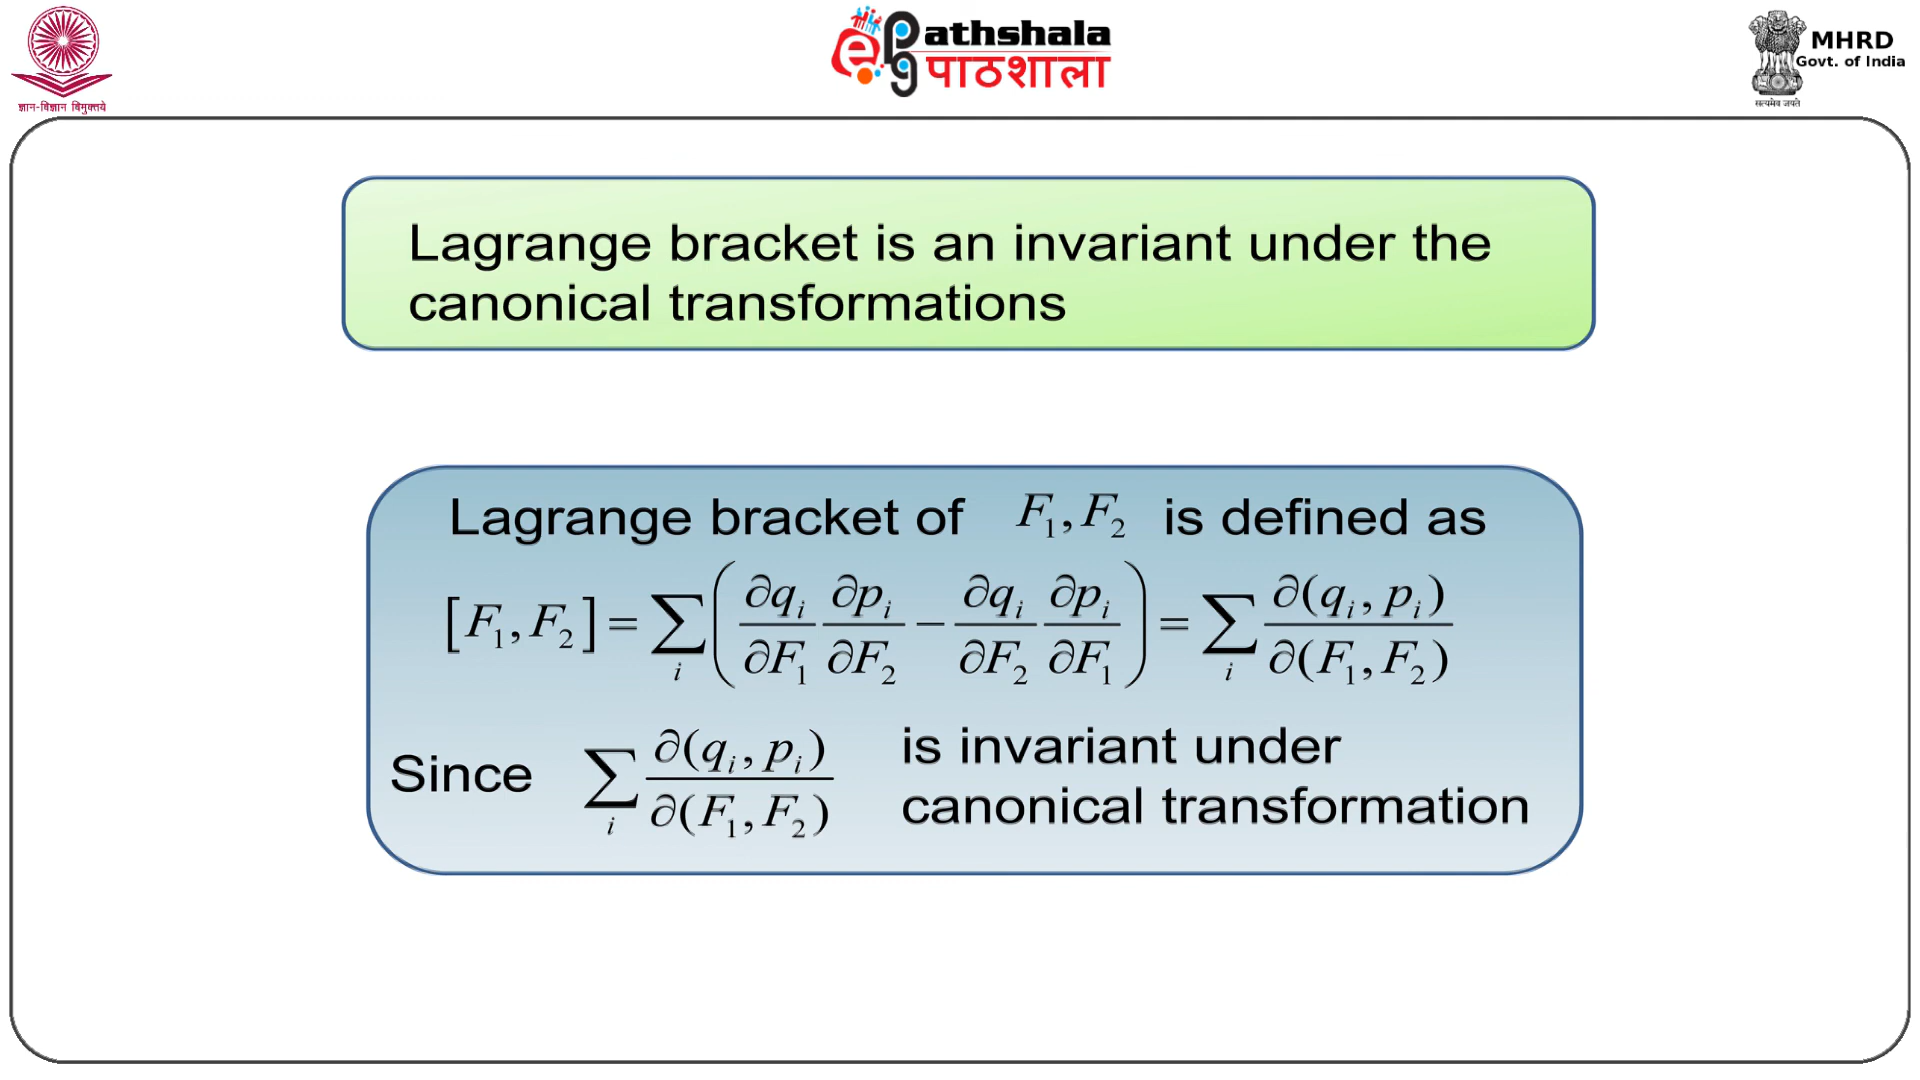 ज्ञान-विज्ञान विमुक्तये
ePG Pathshala
पाठशाला
MHRD
Govt. of India
सत्यमेव जयते
Lagrange bracket is an invariant under the
canonical transformations
Lagrange bracket of F₁, F₂ is defined as
[F₁, F₂] = ∑ᵢ (∂qᵢ/∂F₁ ∂pᵢ/∂F₂ − ∂qᵢ/∂F₂ ∂pᵢ/∂F₁) = ∑ᵢ ∂(qᵢ, pᵢ)/∂(F₁, F₂)
Since ∑ᵢ ∂(qᵢ, pᵢ)/∂(F₁, F₂) is invariant under
canonical transformation